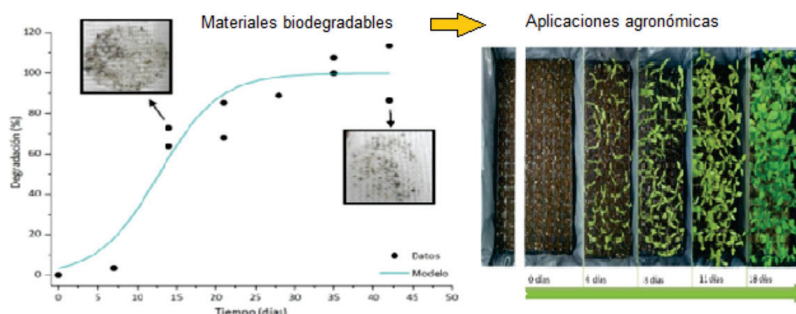 Materiales biodegradables
Aplicaciones agronómicas
Degradación (%)
120
100
80
60
40
20
0
Datos
Modelo
0 5 10 15 20 25 30 35 40 45 50
Tiempo (días)
0 días
4 días
8 días
11 días
18 días